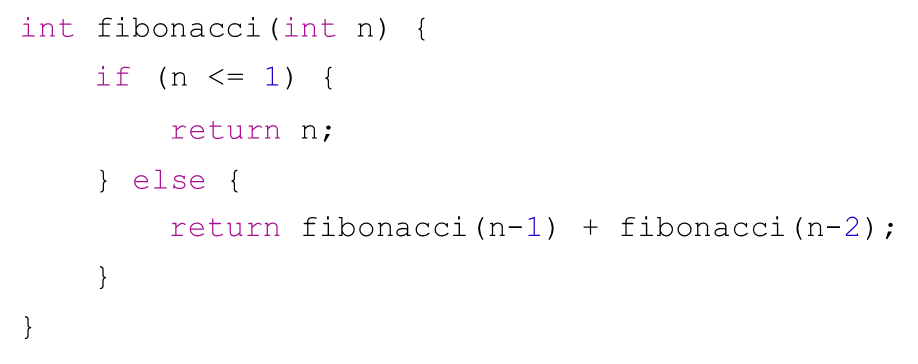 int fibonacci(int n) {
    if (n <= 1) {
        return n;
    } else {
        return fibonacci(n-1) + fibonacci(n-2);
    }
}